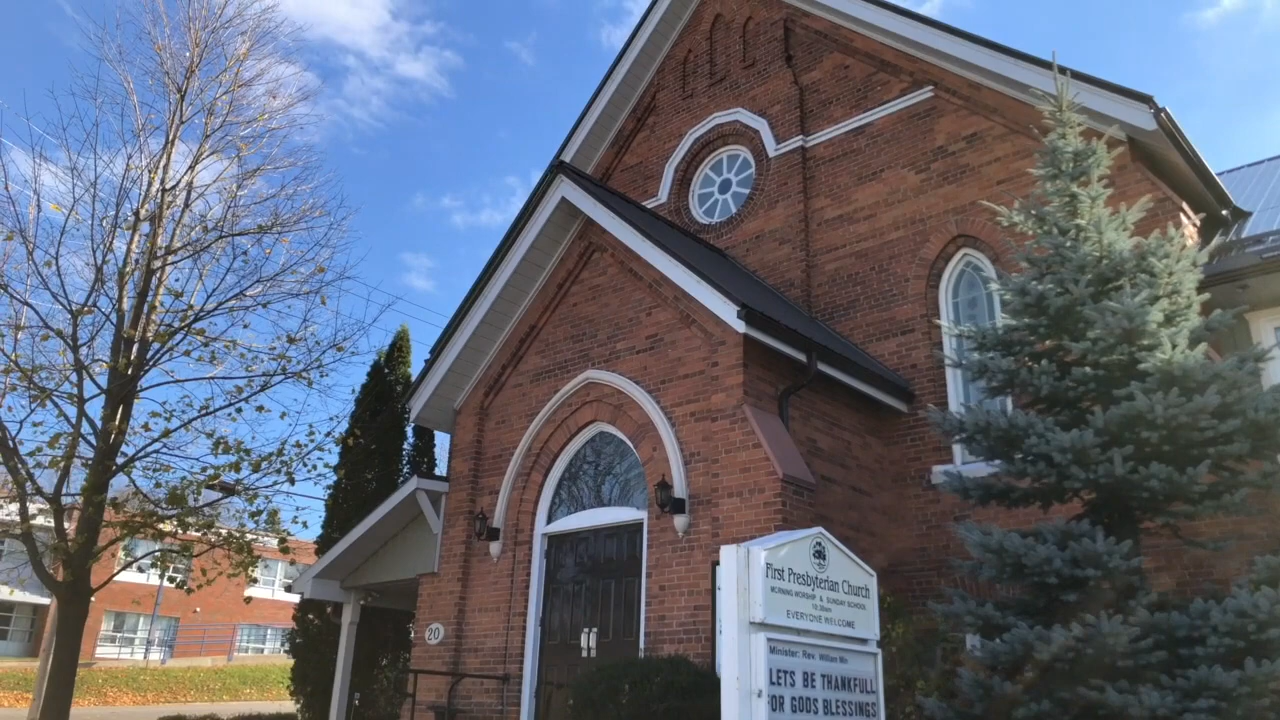 20
First Presbyterian Church
MORNING WORSHIP & SUNDAY SCHOOL
10:30am
EVERYONE WELCOME
Minister: Rev. William Min
LETS BE THANKFULL
FOR GODS BLESSINGS